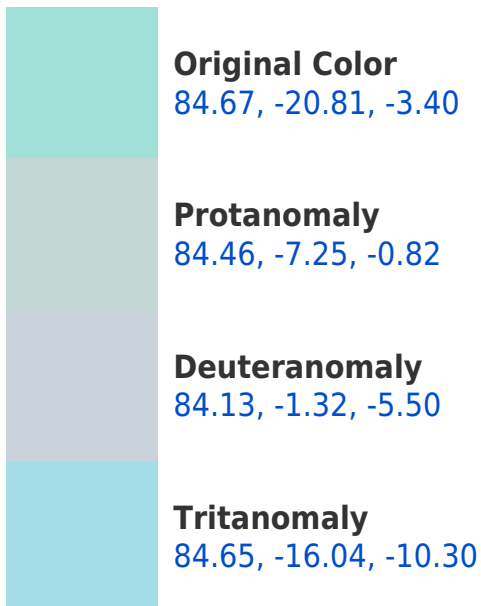 Original Color
84.67, -20.81, -3.40
Protanomaly
84.46, -7.25, -0.82
Deuteranomaly
84.13, -1.32, -5.50
Tritanomaly
84.65, -16.04, -10.30